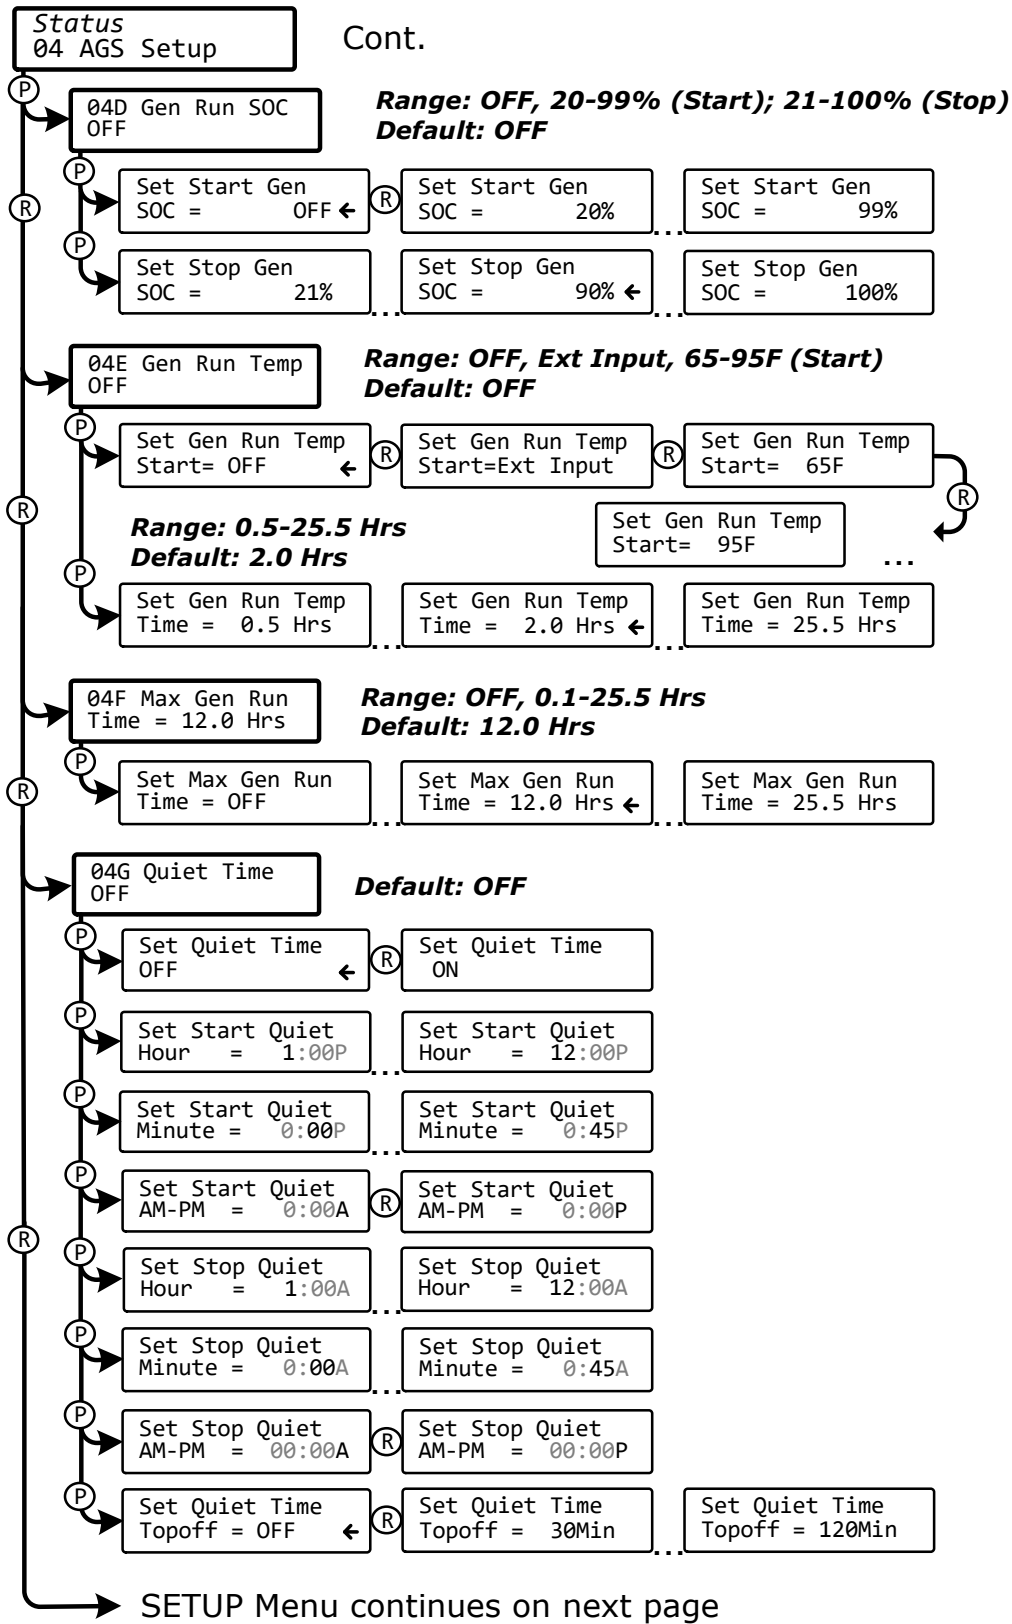 Status
04 AGS Setup
Cont.
P
04D Gen Run SOC
OFF
Range: OFF, 20-99% (Start); 21-100% (Stop)
Default: OFF
P
R
Set Start Gen
SOC = OFF ←
R
Set Start Gen
SOC = 20%
...
Set Start Gen
SOC = 99%
P
Set Stop Gen
SOC = 21%
...
Set Stop Gen
SOC = 90% ←
...
Set Stop Gen
SOC = 100%
04E Gen Run Temp
OFF
Range: OFF, Ext Input, 65-95F (Start)
Default: OFF
P
Set Gen Run Temp
Start= OFF ←
R
Set Gen Run Temp
Start=Ext Input
R
Set Gen Run Temp
Start= 65F
R
R
Range: 0.5-25.5 Hrs
Default: 2.0 Hrs
Set Gen Run Temp
Start= 95F
...
P
Set Gen Run Temp
Time = 0.5 Hrs
...
Set Gen Run Temp
Time = 2.0 Hrs ←
...
Set Gen Run Temp
Time = 25.5 Hrs
04F Max Gen Run
Time = 12.0 Hrs
Range: OFF, 0.1-25.5 Hrs
Default: 12.0 Hrs
P
R
Set Max Gen Run
Time = OFF
...
Set Max Gen Run
Time = 12.0 Hrs ←
...
Set Max Gen Run
Time = 25.5 Hrs
04G Quiet Time
OFF
Default: OFF
P
Set Quiet Time
OFF ←
R
Set Quiet Time
ON
P
Set Start Quiet
Hour = 1:00P
...
Set Start Quiet
Hour = 12:00P
P
Set Start Quiet
Minute = 0:00P
...
Set Start Quiet
Minute = 0:45P
P
Set Start Quiet
AM-PM = 0:00A
R
Set Start Quiet
AM-PM = 0:00P
R
P
Set Stop Quiet
Hour = 1:00A
...
Set Stop Quiet
Hour = 12:00A
P
Set Stop Quiet
Minute = 0:00A
...
Set Stop Quiet
Minute = 0:45A
P
Set Stop Quiet
AM-PM = 00:00A
R
Set Stop Quiet
AM-PM = 00:00P
P
Set Quiet Time
Topoff = OFF ←
R
Set Quiet Time
Topoff = 30Min
...
Set Quiet Time
Topoff = 120Min
SETUP Menu continues on next page